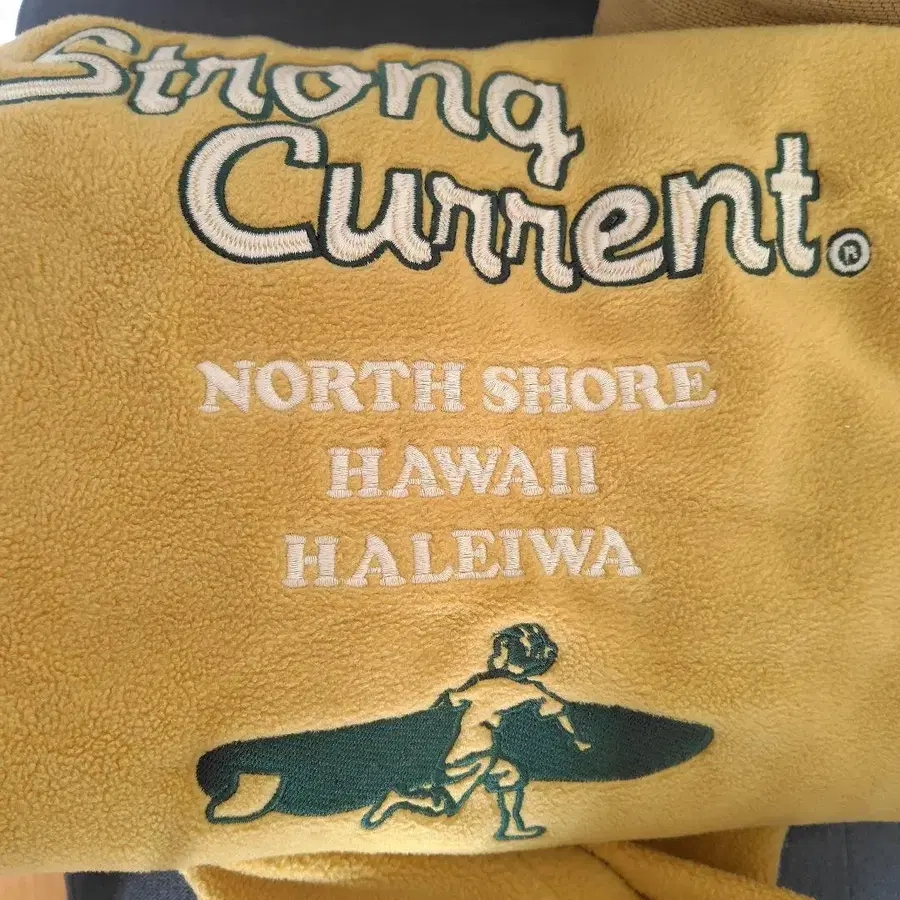 Strong
Current.®
NORTH SHORE
HAWAII
HALEIWA